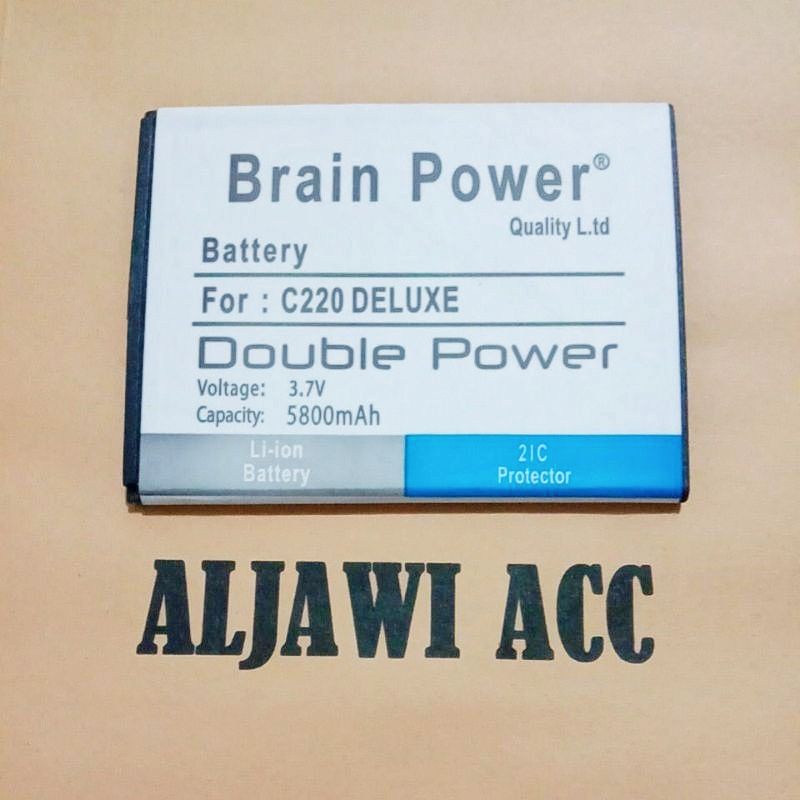 Brain Power®
Quality L.td
Battery
For : C220 DELUXE
Double Power
Voltage: 3.7V
Capacity: 5800mAh
Li-ion
Battery
2IC
Protector
ALJAWI ACC